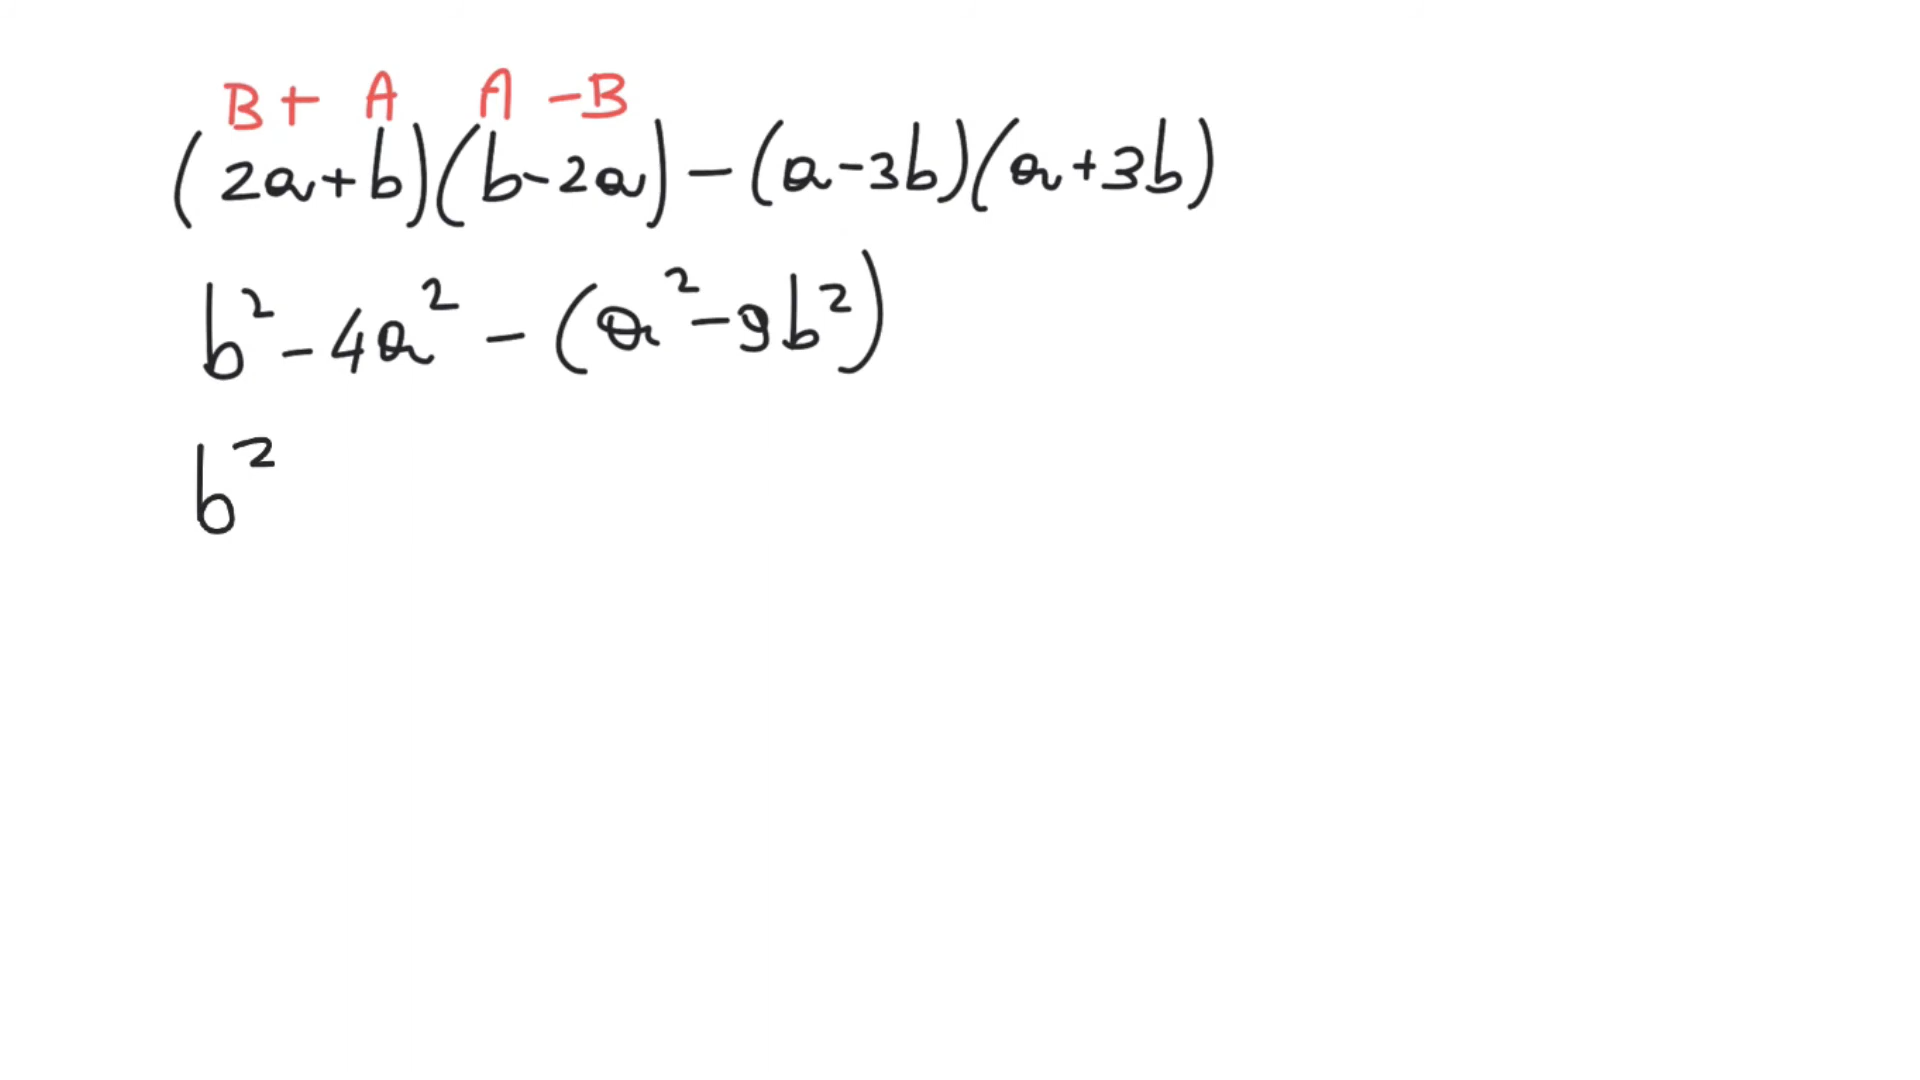 B + A A - B
(2a+b)(b-2a) - (a-3b)(a+3b)
b² - 4a² - (a² - 9b²)
b²